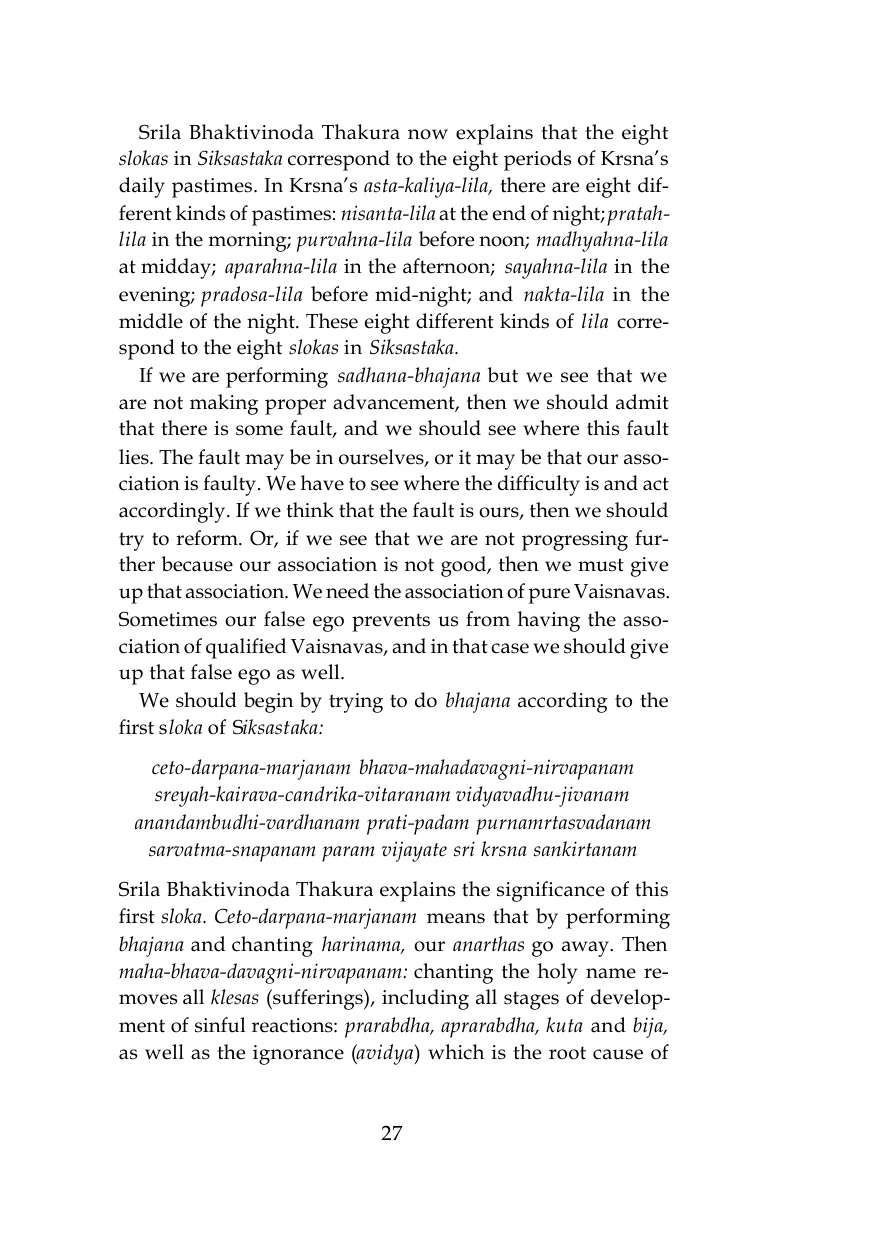 Srila Bhaktivinoda Thakura now explains that the eight
slokas in Siksastaka correspond to the eight periods of Krsna’s
daily pastimes. In Krsna’s asta-kaliya-lila, there are eight dif-
ferent kinds of pastimes: nisanta-lila at the end of night; pratah-
lila in the morning; purvahna-lila before noon; madhyahna-lila
at midday; aparahna-lila in the afternoon; sayahna-lila in the
evening; pradosa-lila before mid-night; and nakta-lila in the
middle of the night. These eight different kinds of lila corre-
spond to the eight slokas in Siksastaka.
If we are performing sadhana-bhajana but we see that we
are not making proper advancement, then we should admit
that there is some fault, and we should see where this fault
lies. The fault may be in ourselves, or it may be that our asso-
ciation is faulty. We have to see where the difficulty is and act
accordingly. If we think that the fault is ours, then we should
try to reform. Or, if we see that we are not progressing fur-
ther because our association is not good, then we must give
up that association. We need the association of pure Vaisnavas.
Sometimes our false ego prevents us from having the asso-
ciation of qualified Vaisnavas, and in that case we should give
up that false ego as well.
We should begin by trying to do bhajana according to the
first sloka of Siksastaka:
ceto-darpana-marjanam bhava-mahadavagni-nirvapanam
sreyah-kairava-candrika-vitaranam vidyavadhu-jivanam
anandambudhi-vardhanam prati-padam purnamrtasvadanam
sarvatma-snapanam param vijayate sri krsna sankirtanam
Srila Bhaktivinoda Thakura explains the significance of this
first sloka. Ceto-darpana-marjanam means that by performing
bhajana and chanting harinama, our anarthas go away. Then
maha-bhava-davagni-nirvapanam: chanting the holy name re-
moves all klesas (sufferings), including all stages of develop-
ment of sinful reactions: prarabdha, aprarabdha, kuta and bija,
as well as the ignorance (avidya) which is the root cause of
27